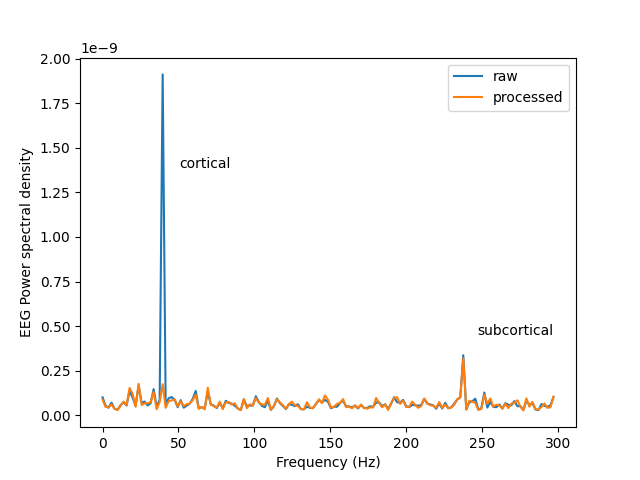 1e−9
2.00
1.75
1.50
1.25
1.00
0.75
0.50
0.25
0.00
EEG Power spectral density
raw
processed
cortical
subcortical
0 50 100 150 200 250 300
Frequency (Hz)